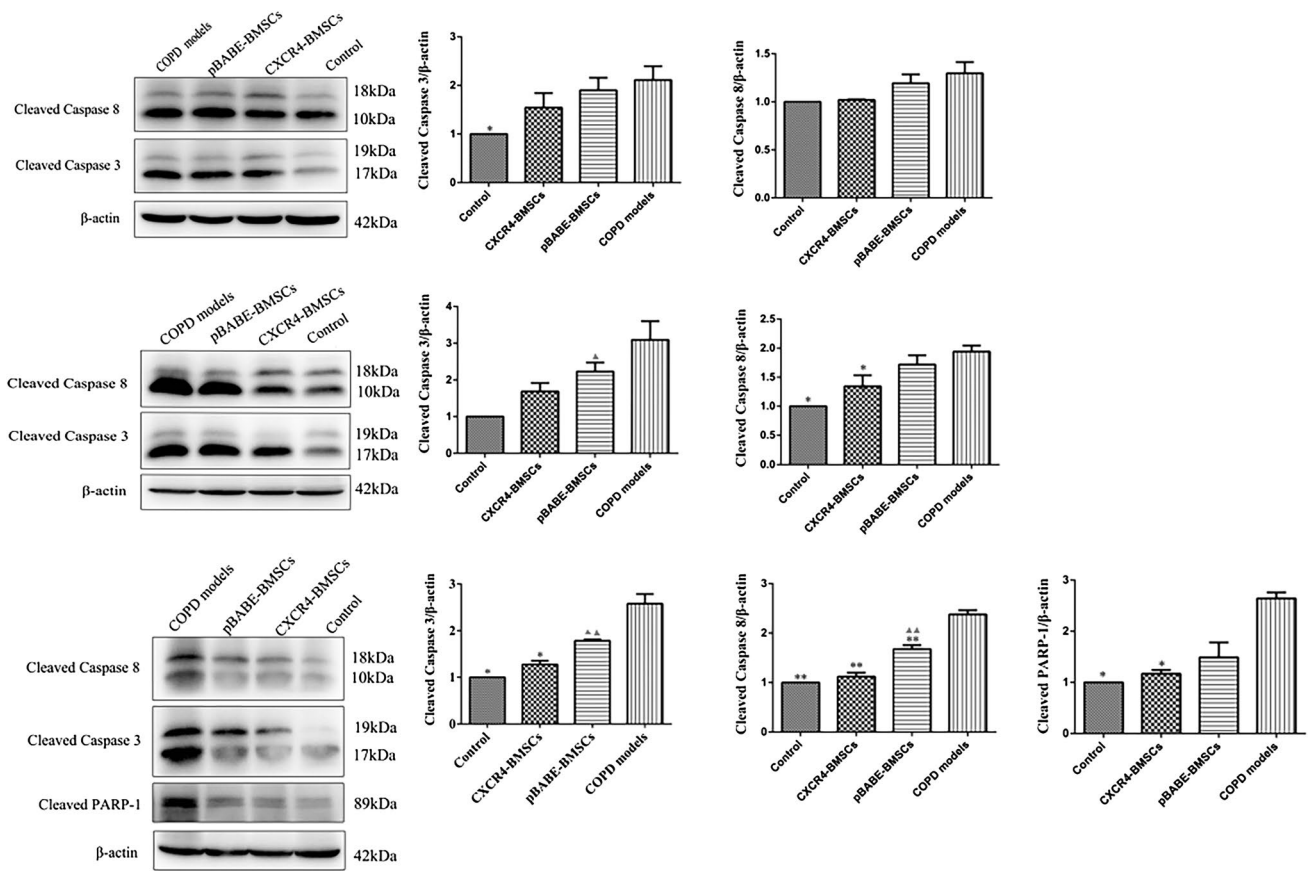 COPD models
pBABE-BMSCs
CXCR4-BMSCs
Control
Cleaved Caspase 8
18kDa
10kDa
Cleaved Caspase 3
19kDa
17kDa
β-actin
42kDa
Cleaved Caspase 3/β-actin
3
2
1
0
*
Control
CXCR4-BMSCs
pBABE-BMSCs
COPD models
Cleaved Caspase 8/β-actin
1.5
1.0
0.5
0.0
Control
CXCR4-BMSCs
pBABE-BMSCs
COPD models
COPD models
pBABE-BMSCs
CXCR4-BMSCs
Control
Cleaved Caspase 8
18kDa
10kDa
Cleaved Caspase 3
19kDa
17kDa
β-actin
42kDa
Cleaved Caspase 3/β-actin
4
3
2
1
0
▲
Control
CXCR4-BMSCs
pBABE-BMSCs
COPD models
Cleaved Caspase 8/β-actin
2.5
2.0
1.5
1.0
0.5
0.0
*
*
Control
CXCR4-BMSCs
pBABE-BMSCs
COPD models
COPD models
pBABE-BMSCs
CXCR4-BMSCs
Control
Cleaved Caspase 8
18kDa
10kDa
Cleaved Caspase 3
19kDa
17kDa
Cleaved PARP-1
89kDa
β-actin
42kDa
Cleaved Caspase 3/β-actin
3
2
1
0
*
*
▲▲
Control
CXCR4-BMSCs
pBABE-BMSCs
COPD models
Cleaved Caspase 8/β-actin
3
2
1
0
**
**
▲▲
**
Control
CXCR4-BMSCs
pBABE-BMSCs
COPD models
Cleaved PARP-1/β-actin
3
2
1
0
*
*
Control
CXCR4-BMSCs
pBABE-BMSCs
COPD models